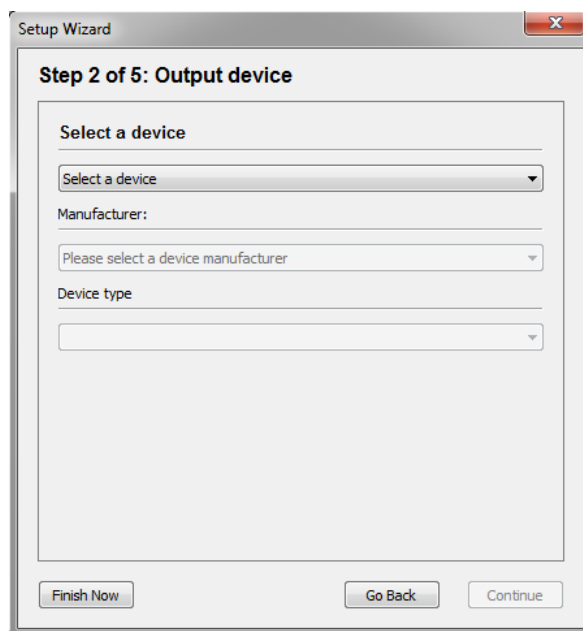 Setup Wizard
Step 2 of 5: Output device
Select a device
Select a device
Manufacturer:
Please select a device manufacturer
Device type
Finish Now
Go Back
Continue